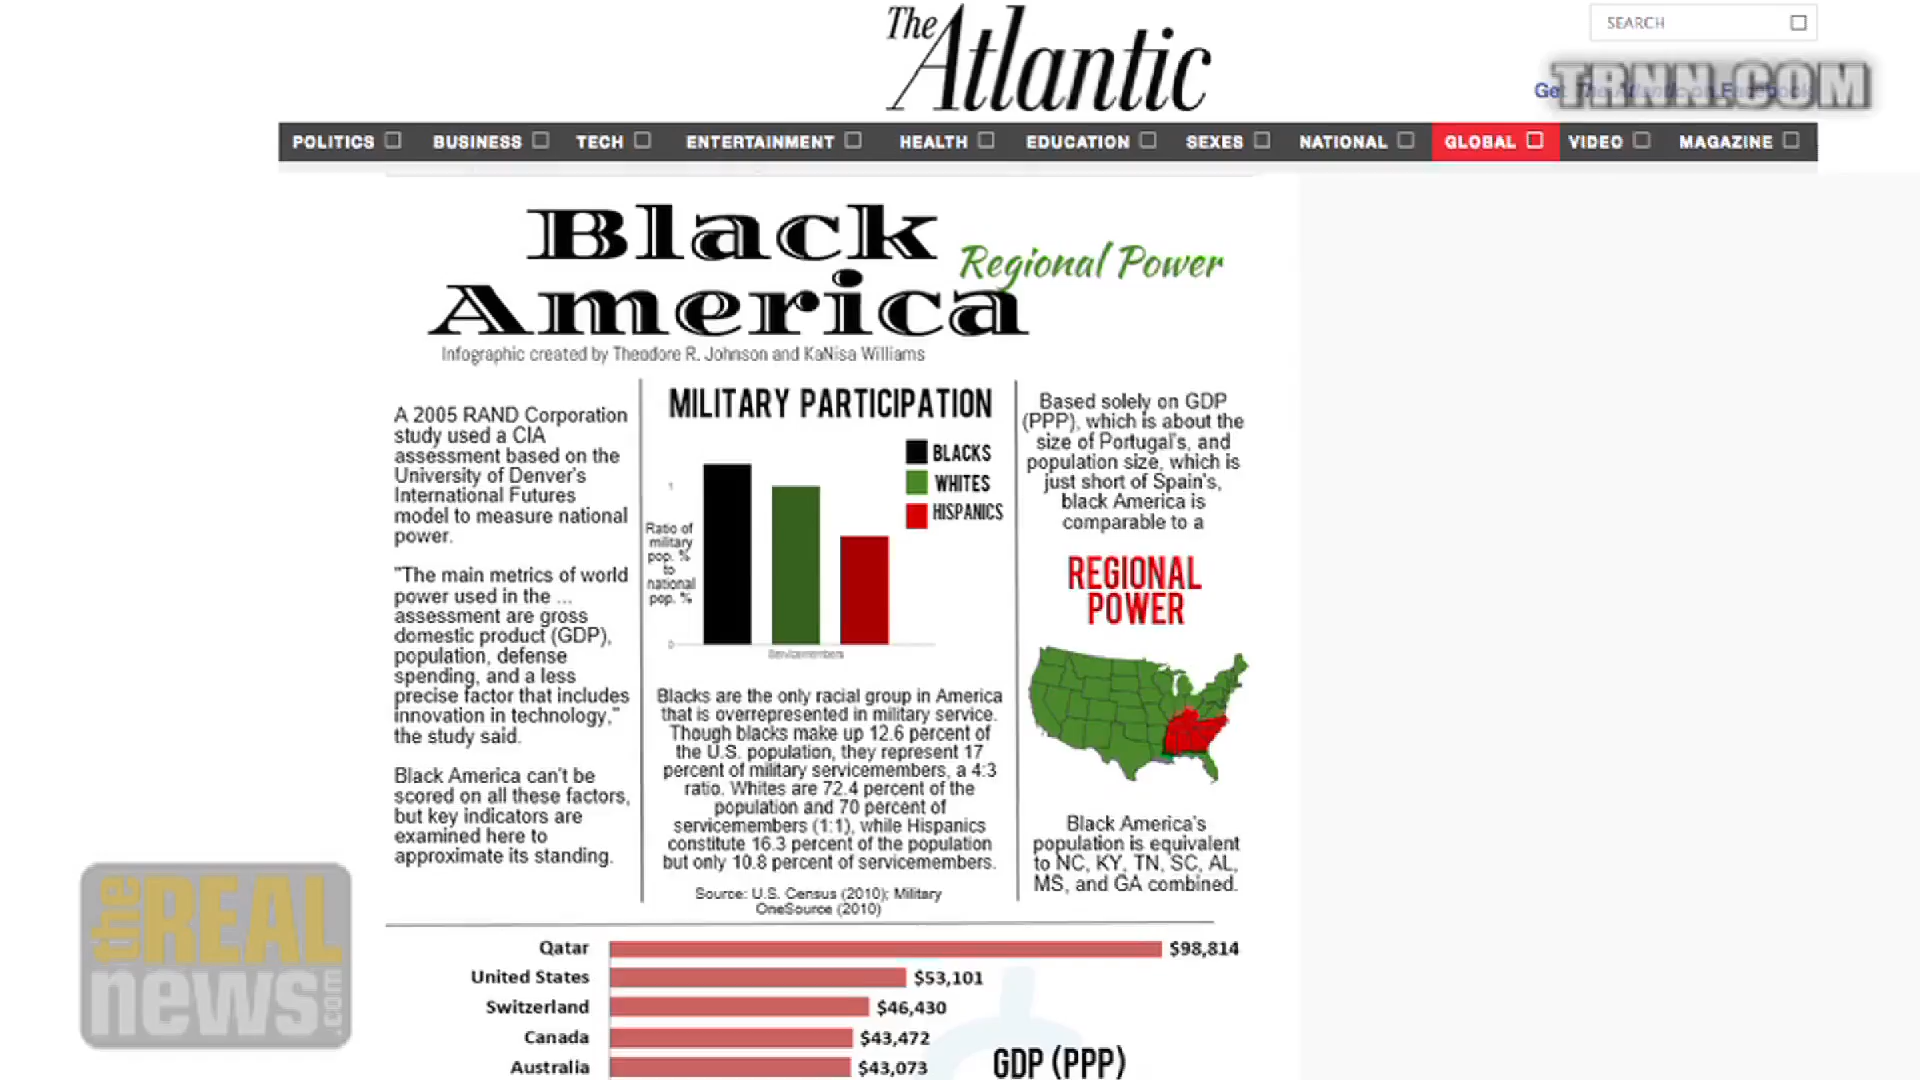 The Atlantic
SEARCH
TRNN.COM
POLITICS BUSINESS TECH ENTERTAINMENT HEALTH EDUCATION SEXES NATIONAL GLOBAL VIDEO MAGAZINE
Black
America
Regional Power
Infographic created by Theodore R. Johnson and KaNisa Williams
A 2005 RAND Corporation
study used a CIA
assessment based on the
University of Denver's
International Futures
model to measure national
power.
"The main metrics of world
power used in the ...
assessment are gross
domestic product (GDP),
population, defense
spending, and a less
precise factor that includes
innovation in technology,"
the study said.
Black America can't be
scored on all these factors,
but key indicators are
examined here to
approximate its standing.
MILITARY PARTICIPATION
BLACKS
WHITES
HISPANICS
1
Ratio of
military
pop. %
to
national
pop. %
0
Servicemembers
Blacks are the only racial group in America
that is overrepresented in military service.
Though blacks make up 12.6 percent of
the U.S. population, they represent 17
percent of military servicemembers, a 4:3
ratio. Whites are 72.4 percent of the
population and 70 percent of
servicemembers (1:1), while Hispanics
constitute 16.3 percent of the population
but only 10.8 percent of servicemembers.
Source: U.S. Census (2010); Military
OneSource (2010)
Based solely on GDP
(PPP), which is about the
size of Portugal's, and
population size, which is
just short of Spain's,
black America is
comparable to a
REGIONAL
POWER
Black America's
population is equivalent
to NC, KY, TN, SC, AL,
MS, and GA combined.
Qatar $98,814
United States $53,101
Switzerland $46,430
Canada $43,472
Australia $43,073
GDP (PPP)
the REAL
news.com